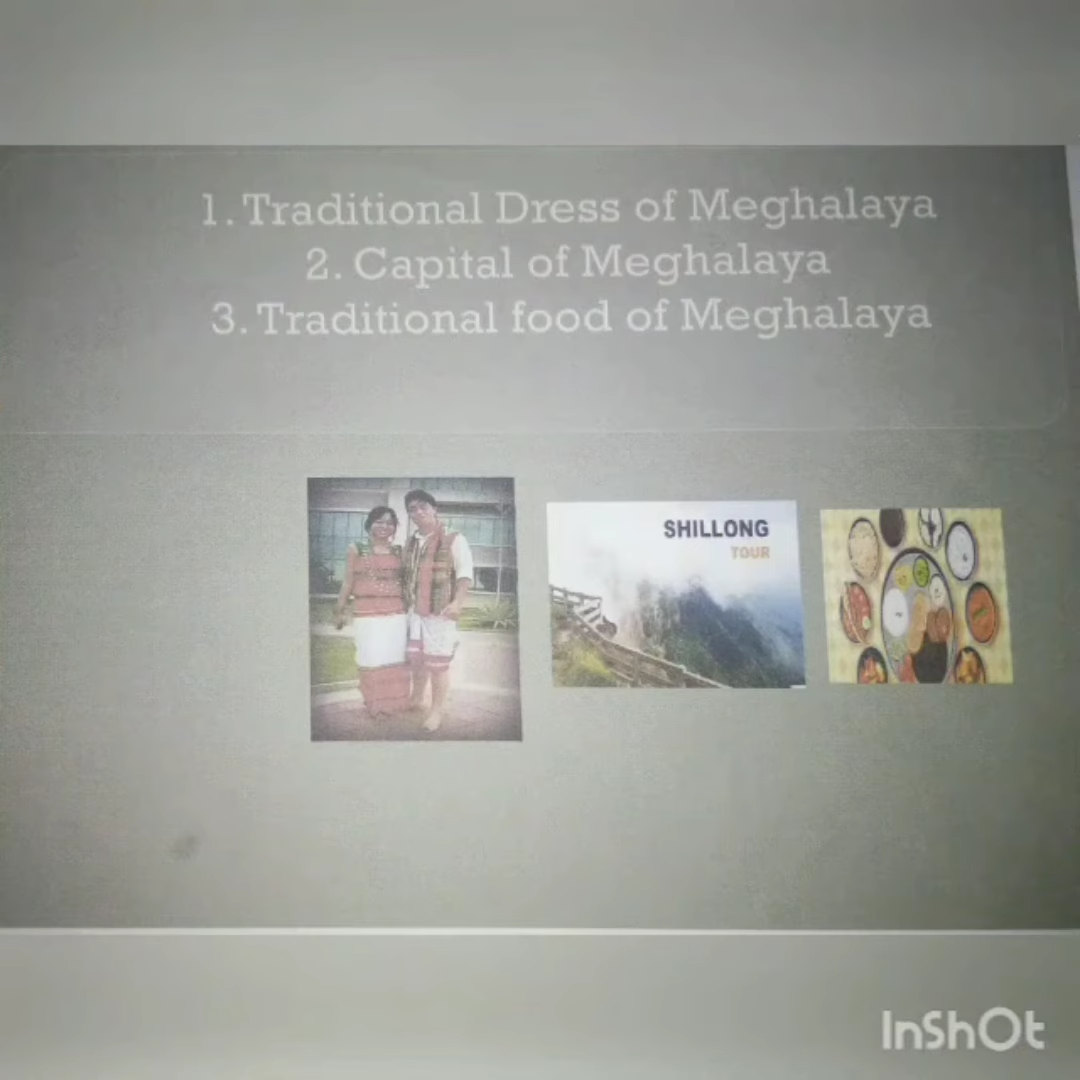 1. Traditional Dress of Meghalaya
2. Capital of Meghalaya
3. Traditional food of Meghalaya
SHILLONG
TOUR
InShOt